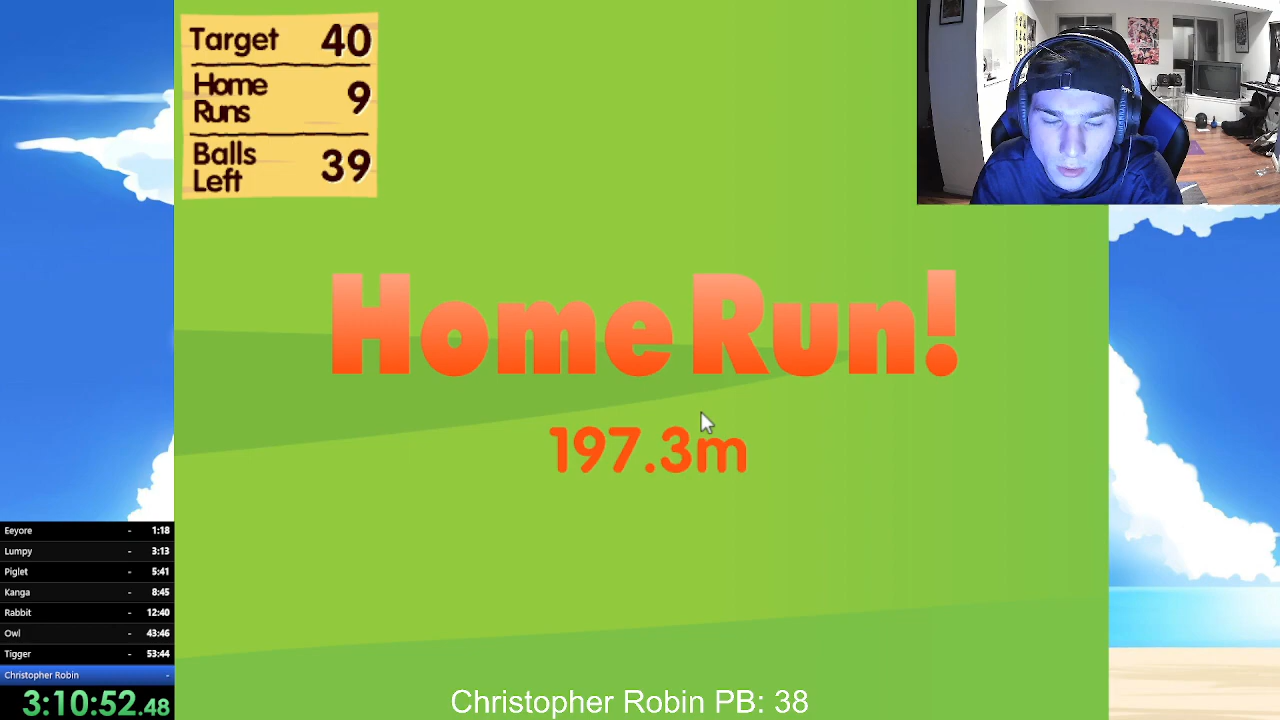 Target 40
Home
Runs 9
Balls
Left 39
Home Run!
197.3m
Eeyore - 1:18
Lumpy - 3:13
Piglet - 5:41
Kanga - 8:45
Rabbit - 12:40
Owl - 43:46
Tigger - 53:44
Christopher Robin -
3:10:52.48
Christopher Robin PB: 38